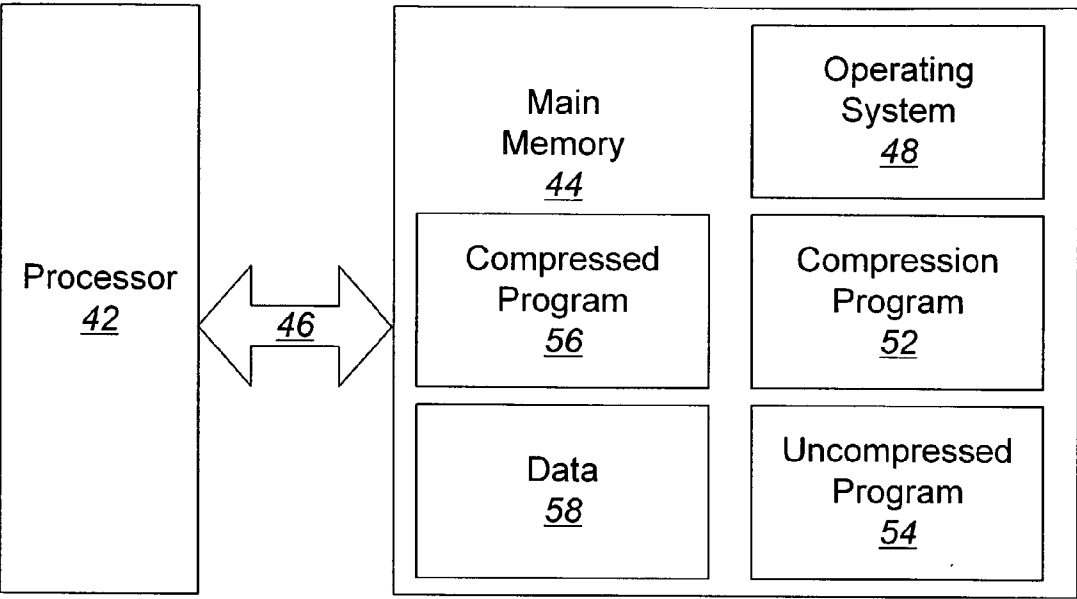 Processor
42
46
Main
Memory
44
Operating
System
48
Compressed
Program
56
Compression
Program
52
Data
58
Uncompressed
Program
54